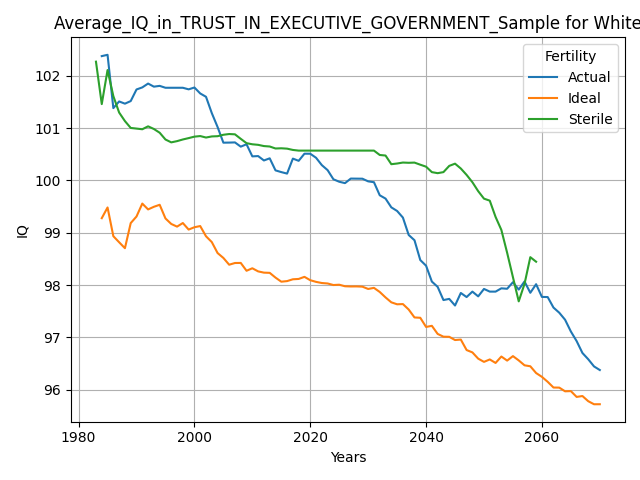 Average_IQ_in_TRUST_IN_EXECUTIVE_GOVERNMENT_Sample for White
Fertility
Actual
Ideal
Sterile
102
101
100
99
98
97
96
IQ
1980
2000
2020
2040
2060
Years